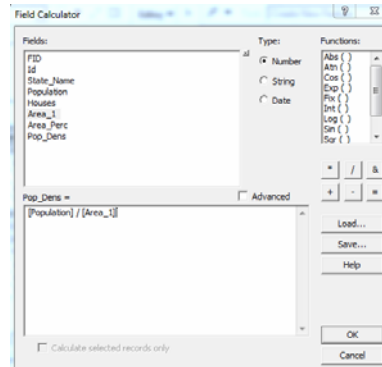 Field Calculator
Fields:
FID
Id
State_Name
Population
Houses
Area_1
Area_Perc
Pop_Dens
Type:
Number
String
Date
Functions:
Abs ( )
Atn ( )
Cos ( )
Exp ( )
Fix ( )
Int ( )
Log ( )
Sin ( )
Sqr ( )
* / &
+ - =
Pop_Dens =
Advanced
[Population] / [Area_1]
Load...
Save...
Help
Calculate selected records only
OK
Cancel